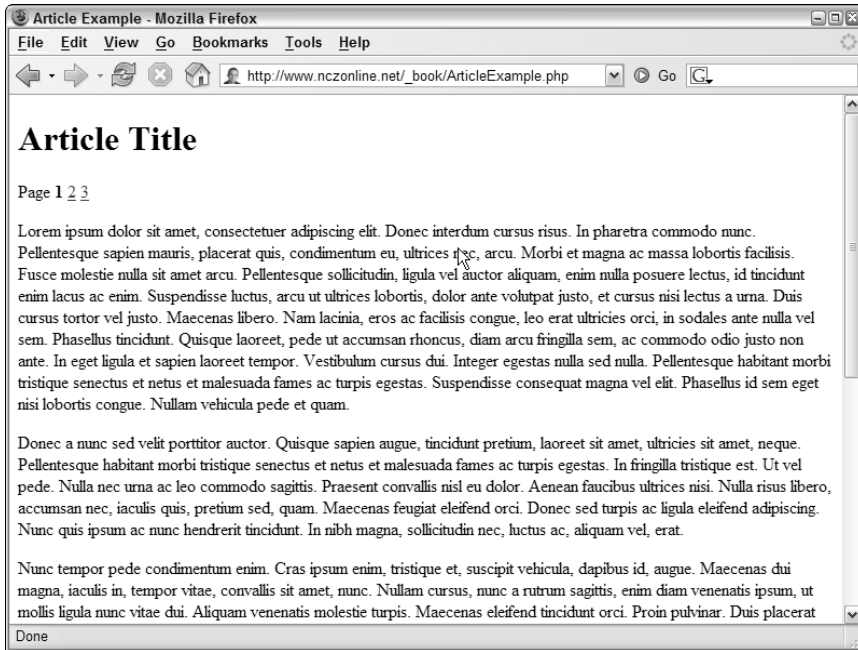 Article Example - Mozilla Firefox
File Edit View Go Bookmarks Tools Help
http://www.nczonline.net/_book/ArticleExample.php Go G
Article Title
Page 1 2 3
Lorem ipsum dolor sit amet, consectetuer adipiscing elit. Donec interdum cursus risus. In pharetra commodo nunc.
Pellentesque sapien mauris, placerat quis, condimentum eu, ultrices nec, arcu. Morbi et magna ac massa lobortis facilisis.
Fusce molestie nulla sit amet arcu. Pellentesque sollicitudin, ligula vel auctor aliquam, enim nulla posuere lectus, id tincidunt
enim lacus ac enim. Suspendisse luctus, arcu ut ultrices lobortis, dolor ante volutpat justo, et cursus nisi lectus a urna. Duis
cursus tortor vel justo. Maecenas libero. Nam lacinia, eros ac facilisis congue, leo erat ultricies orci, in sodales ante nulla vel
sem. Phasellus tincidunt. Quisque laoreet, pede ut accumsan rhoncus, diam arcu fringilla sem, ac commodo odio justo non
ante. In eget ligula et sapien laoreet tempor. Vestibulum cursus dui. Integer egestas nulla sed nulla. Pellentesque habitant morbi
tristique senectus et netus et malesuada fames ac turpis egestas. Suspendisse consequat magna vel elit. Phasellus id sem eget
nisi lobortis congue. Nullam vehicula pede et quam.
Donec a nunc sed velit porttitor auctor. Quisque sapien augue, tincidunt pretium, laoreet sit amet, ultricies sit amet, neque.
Pellentesque habitant morbi tristique senectus et netus et malesuada fames ac turpis egestas. In fringilla tristique est. Ut vel
pede. Nulla nec urna ac leo commodo sagittis. Praesent convallis nisl eu dolor. Aenean faucibus ultrices nisi. Nulla risus libero,
accumsan nec, iaculis quis, pretium sed, quam. Maecenas feugiat eleifend orci. Donec sed turpis ac ligula eleifend adipiscing.
Nunc quis ipsum ac nunc hendrerit tincidunt. In nibh magna, sollicitudin nec, luctus ac, aliquam vel, erat.
Nunc tempor pede condimentum enim. Cras ipsum enim, tristique et, suscipit vehicula, dapibus id, augue. Maecenas dui
magna, iaculis in, tempor vitae, convallis sit amet, nunc. Nullam cursus, nunc a rutrum sagittis, enim diam venenatis ipsum, ut
mollis ligula nunc vitae dui. Aliquam venenatis molestie turpis. Maecenas eleifend tincidunt orci. Proin pulvinar. Duis placerat
Done